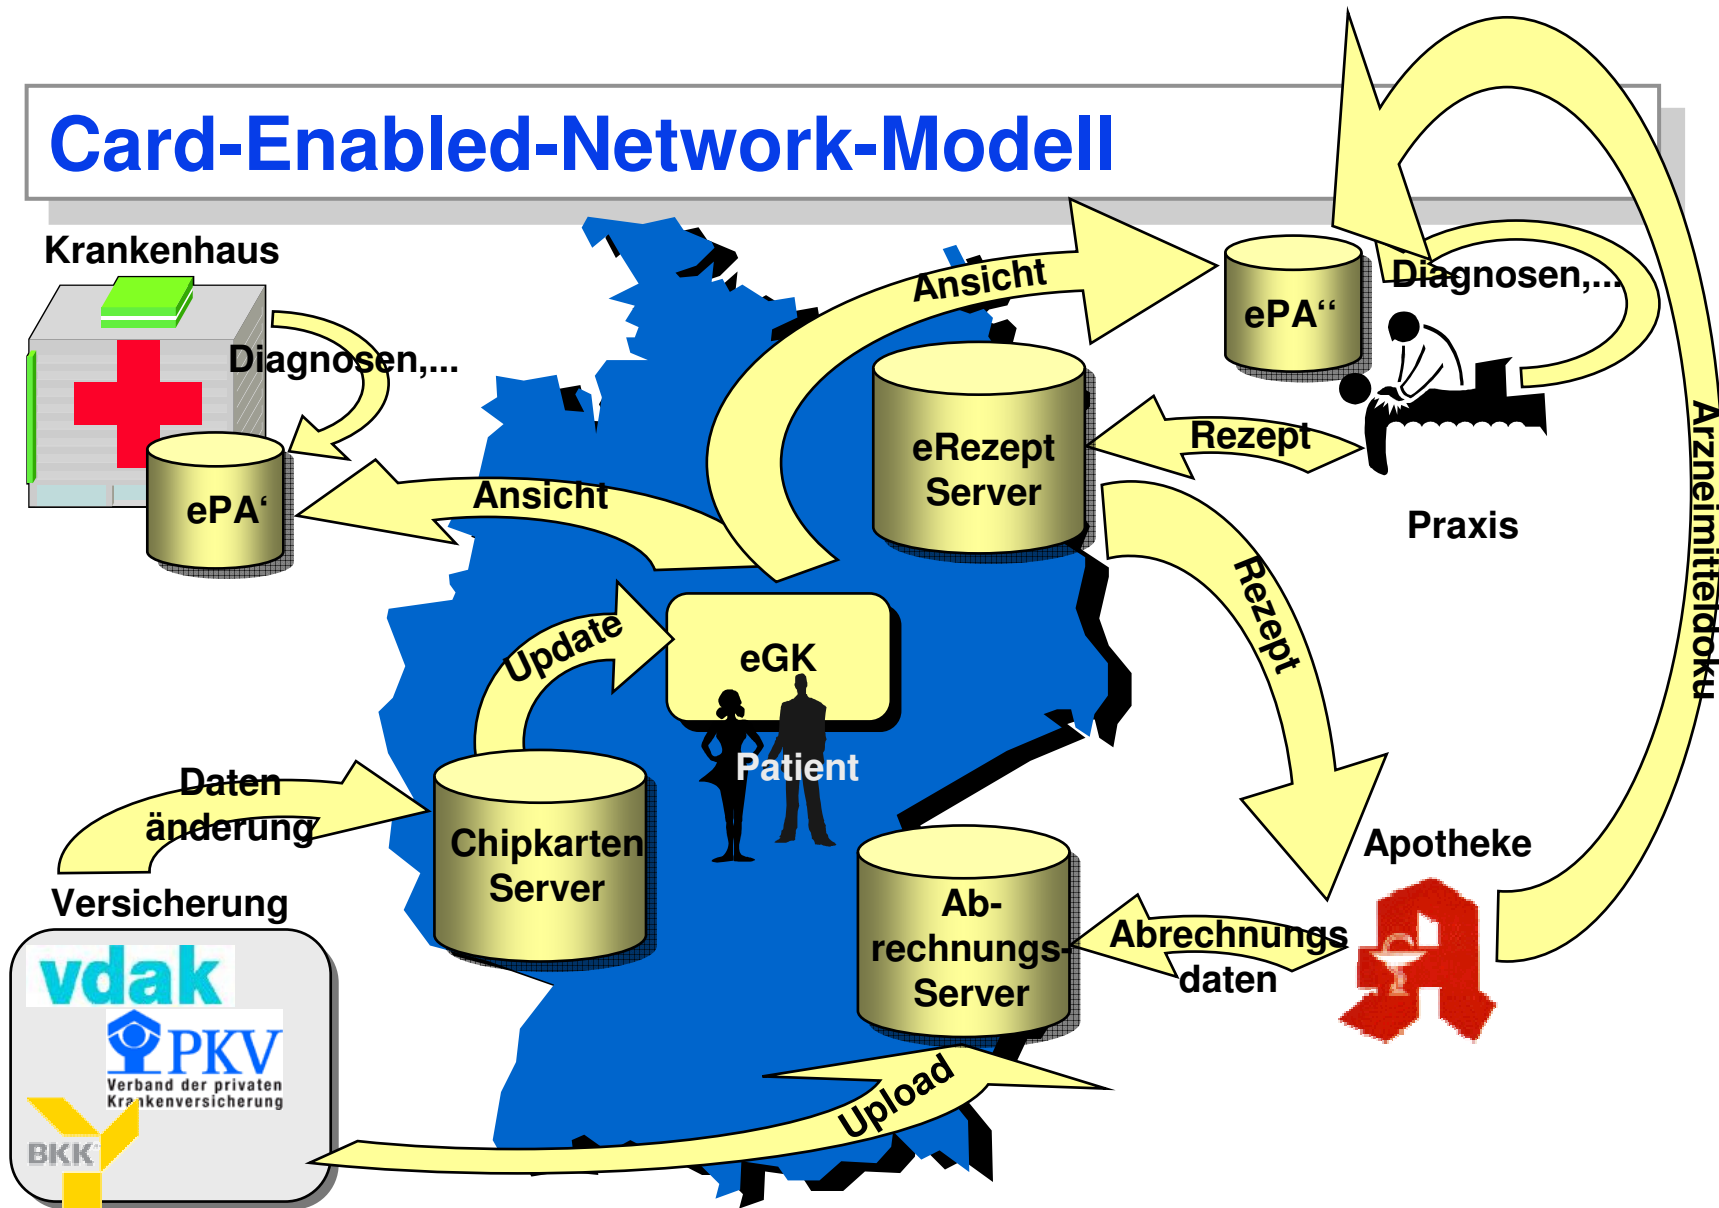 Card-Enabled-Network-Modell
Krankenhaus
Diagnosen,...
ePA‘
Ansicht
Ansicht
ePA‘‘
Diagnosen,...
eRezept
Server
Rezept
Praxis
Rezept
Arzneimitteldoku
Update
eGK
Patient
Daten
änderung
Chipkarten
Server
Versicherung
vdak
PKV
Verband der privaten
Krankenversicherung
BKK
Upload
Ab-
rechnungs-
Server
Abrechnungs
daten
Apotheke